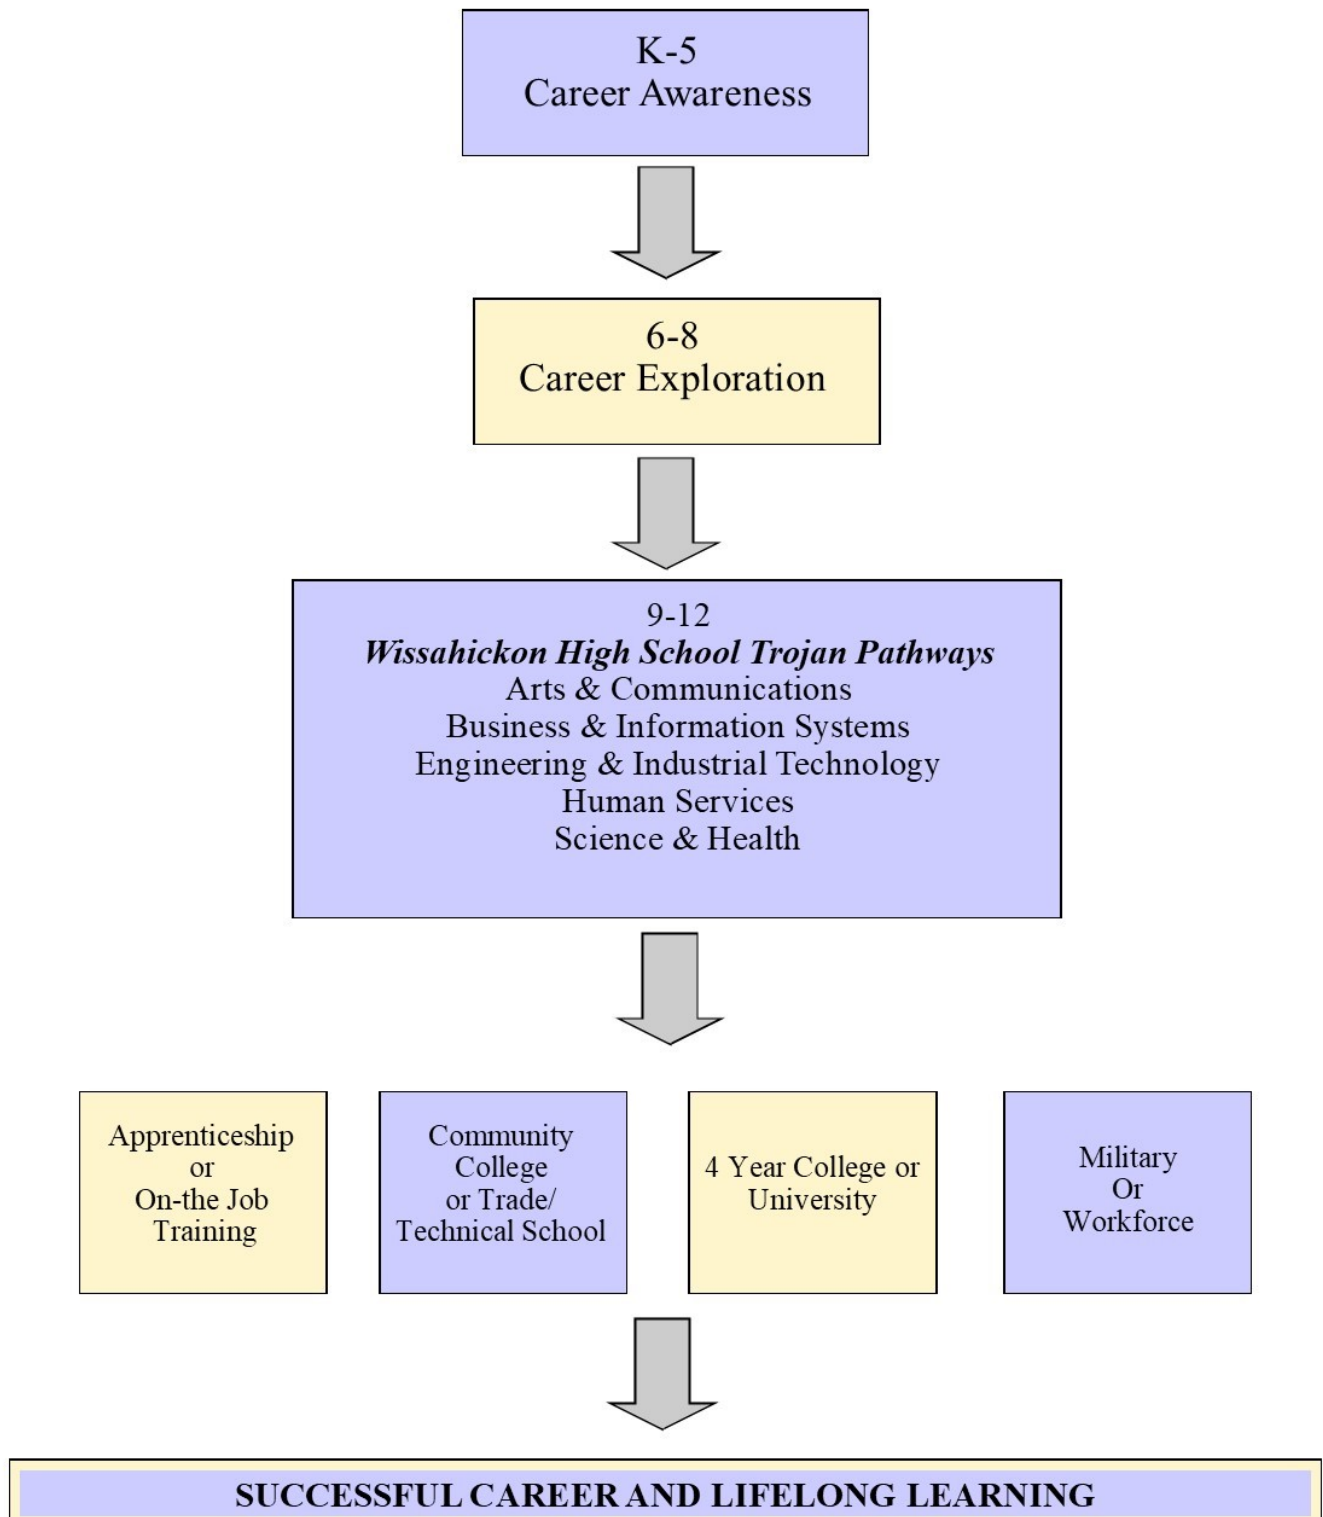 K-5
Career Awareness
6-8
Career Exploration
9-12
Wissahickon High School Trojan Pathways
Arts & Communications
Business & Information Systems
Engineering & Industrial Technology
Human Services
Science & Health
Apprenticeship
or
On-the Job
Training
Community
College
or Trade/
Technical School
4 Year College or
University
Military
Or
Workforce
SUCCESSFUL CAREER AND LIFELONG LEARNING